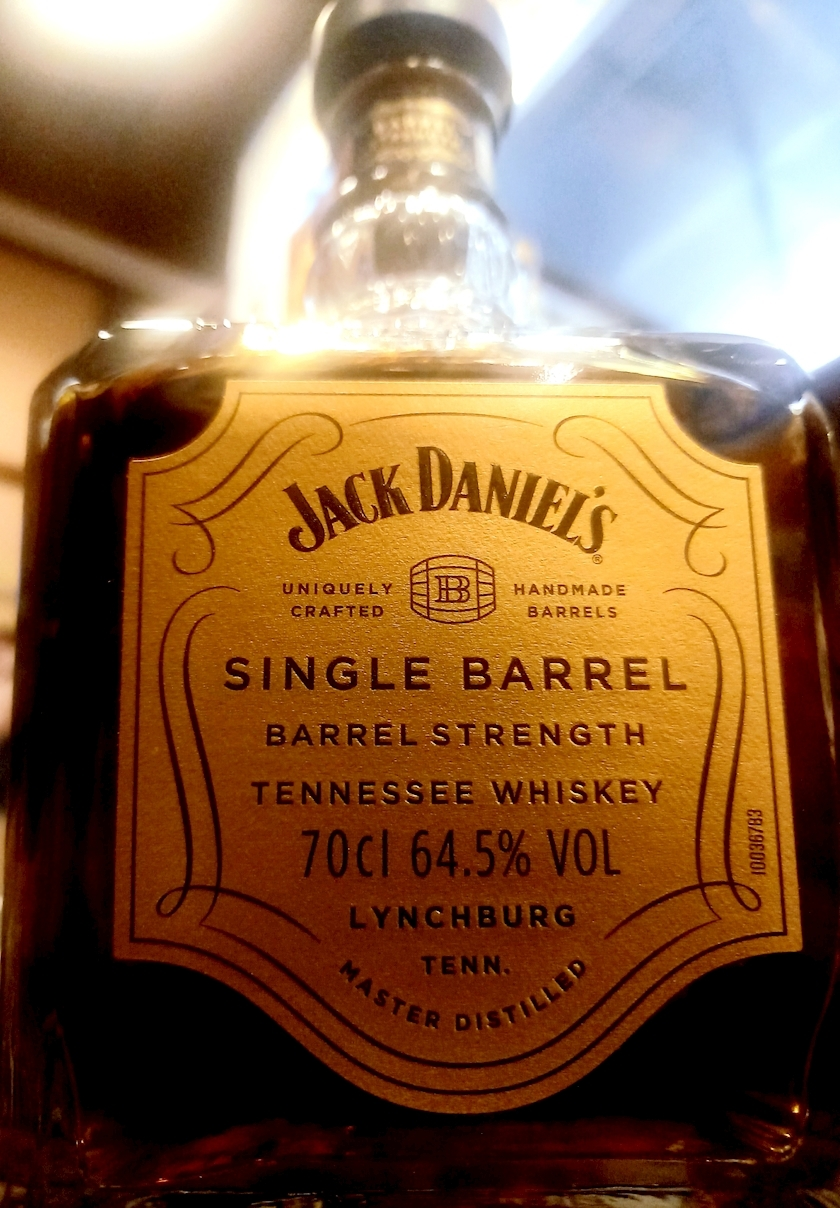 JACK DANIEL'S®
UNIQUELY CRAFTED
B
HANDMADE BARRELS
SINGLE BARREL
BARREL STRENGTH
TENNESSEE WHISKEY
70cl 64.5% VOL
10036783
LYNCHBURG
TENN.
MASTER DISTILLED